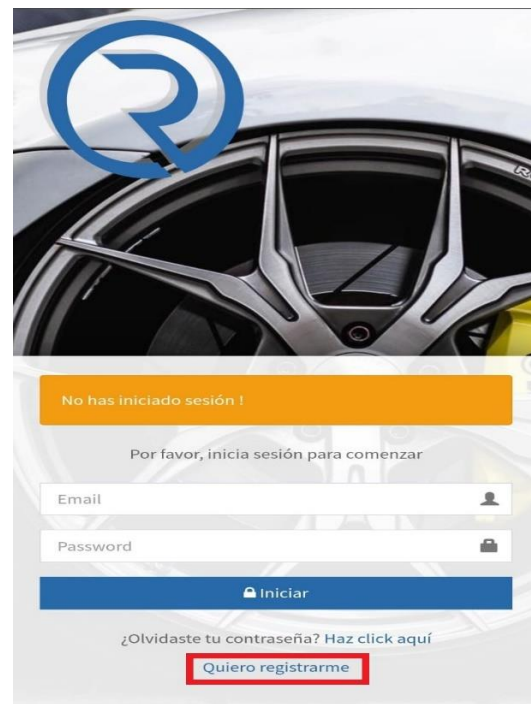 No has iniciado sesión !
Por favor, inicia sesión para comenzar
Email
Password
Iniciar
¿Olvidaste tu contraseña? Haz click aquí
Quiero registrarme